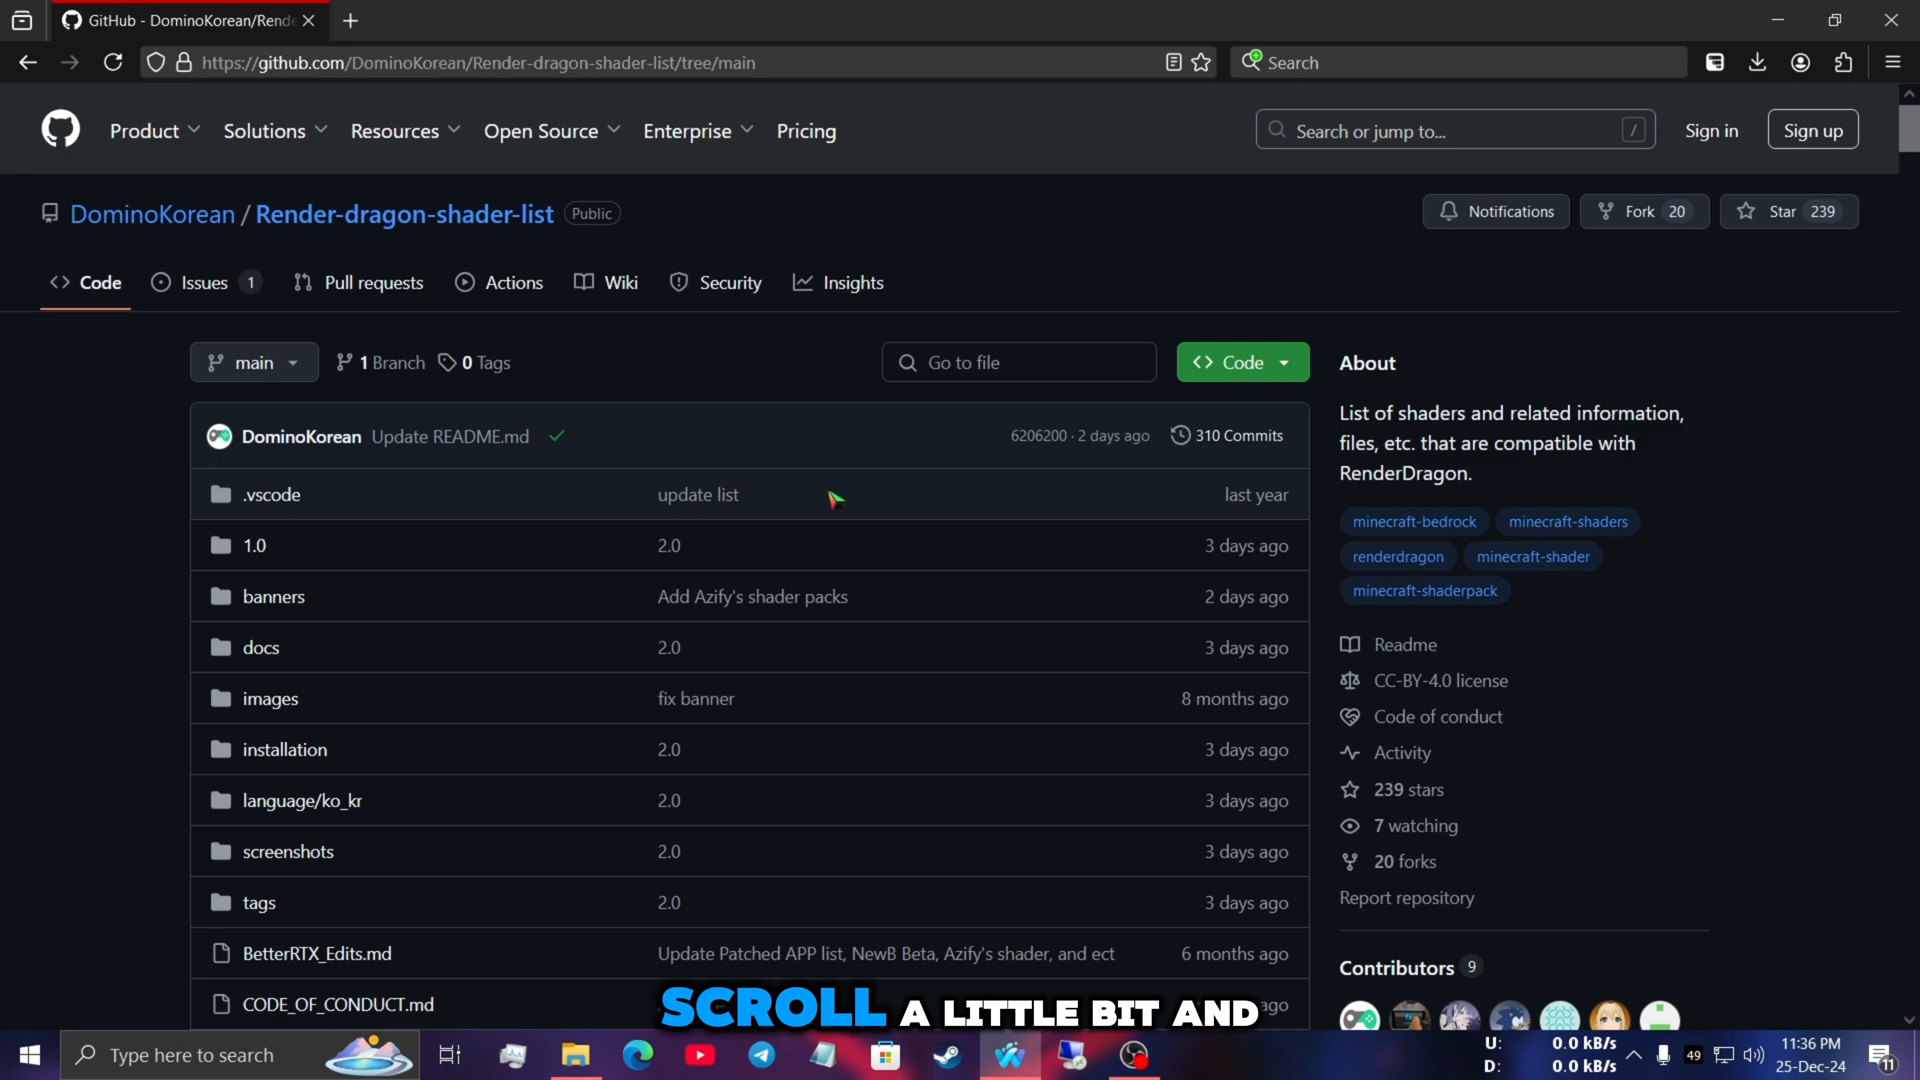 GitHub - DominoKorean/Rende
https://github.com/DominoKorean/Render-dragon-shader-list/tree/main
Search
Product
Solutions
Resources
Open Source
Enterprise
Pricing
Search or jump to...
/
Sign in
Sign up
DominoKorean / Render-dragon-shader-list
Public
Notifications
Fork 20
Star 239
Code
Issues 1
Pull requests
Actions
Wiki
Security
Insights
main
1 Branch
0 Tags
Go to file
Code
DominoKorean Update README.md
6206200 · 2 days ago
310 Commits
.vscode update list last year
1.0 2.0 3 days ago
banners Add Azify's shader packs 2 days ago
docs 2.0 3 days ago
images fix banner 8 months ago
installation 2.0 3 days ago
language/ko_kr 2.0 3 days ago
screenshots 2.0 3 days ago
tags 2.0 3 days ago
BetterRTX_Edits.md Update Patched APP list, NewB Beta, Azify's shader, and ect 6 months ago
CODE_OF_CONDUCT.md ago
About
List of shaders and related information,
files, etc. that are compatible with
RenderDragon.
minecraft-bedrock minecraft-shaders
renderdragon minecraft-shader
minecraft-shaderpack
Readme
CC-BY-4.0 license
Code of conduct
Activity
239 stars
7 watching
20 forks
Report repository
Contributors 9
SCROLL A LITTLE BIT AND
Type here to search
U: 0.0 kB/s
D: 0.0 kB/s
49
11:36 PM
25-Dec-24
11